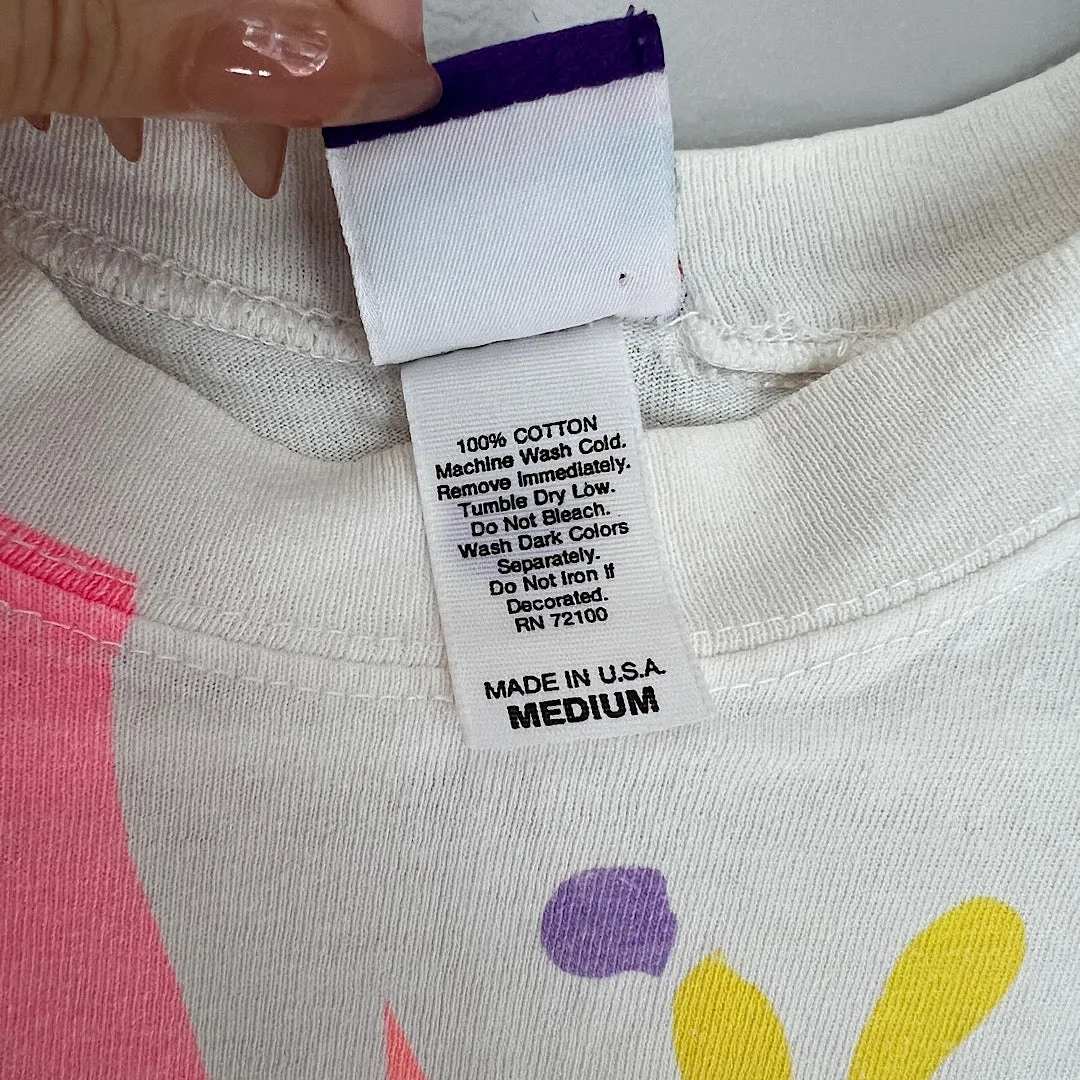 100% COTTON
Machine Wash Cold.
Remove Immediately.
Tumble Dry Low.
Do Not Bleach.
Wash Dark Colors
Separately.
Do Not Iron If
Decorated.
RN 72100
MADE IN U.S.A.
MEDIUM